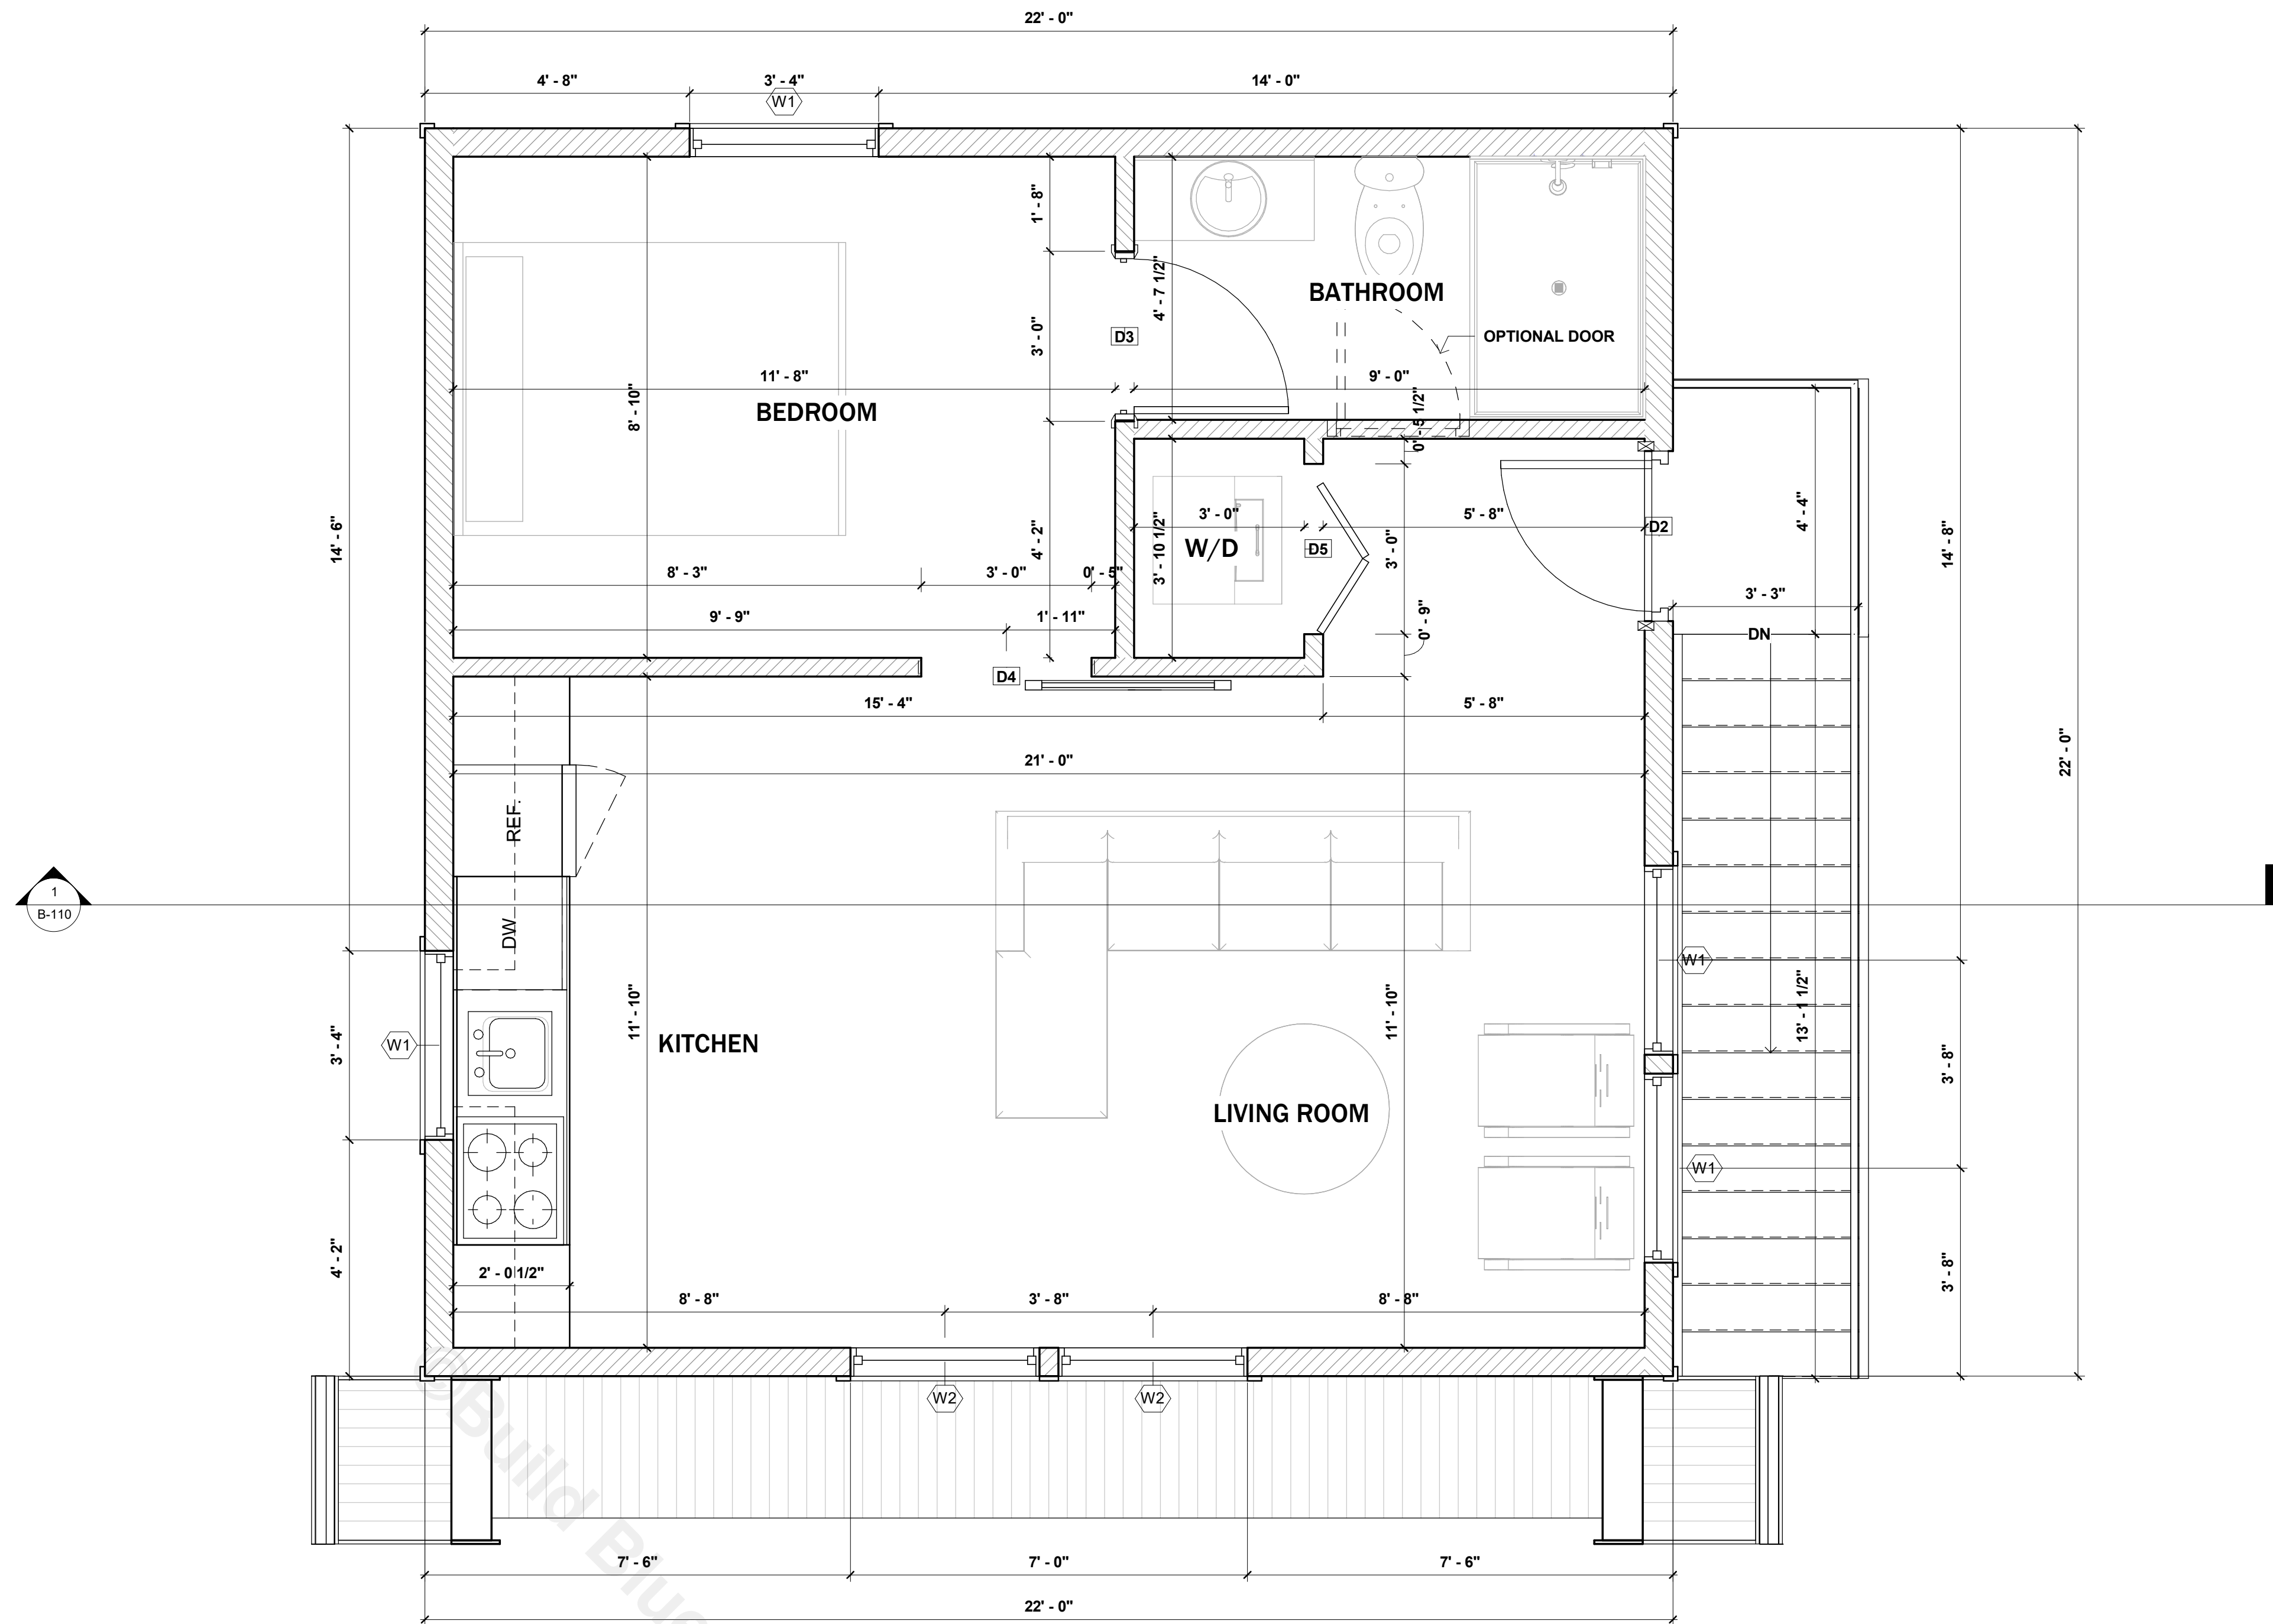 22' - 0"
4' - 8"
3' - 4"
14' - 0"
W1
1' - 8"
4' - 7 1/2"
BATHROOM
3' - 0"
D3
OPTIONAL DOOR
11' - 8"
9' - 0"
8' - 10"
BEDROOM
0' - 5 1/2"
14' - 6"
4' - 2"
3' - 10 1/2"
3' - 0"
5' - 8"
D2
4' - 4"
14' - 8"
W/D
D5
3' - 0"
8' - 3"
3' - 0"
0' - 5"
9' - 9"
1' - 11"
0' - 9"
3' - 3"
DN
D4
15' - 4"
5' - 8"
21' - 0"
22' - 0"
REF.
1
B-110
DW
W1
11' - 10"
11' - 10"
13' - 1 1/2"
3' - 4"
W1
KITCHEN
3' - 8"
LIVING ROOM
W1
4' - 2"
2' - 0 1/2"
3' - 8"
8' - 8"
3' - 8"
8' - 8"
W2
W2
©Build Blue
7' - 6"
7' - 0"
7' - 6"
22' - 0"